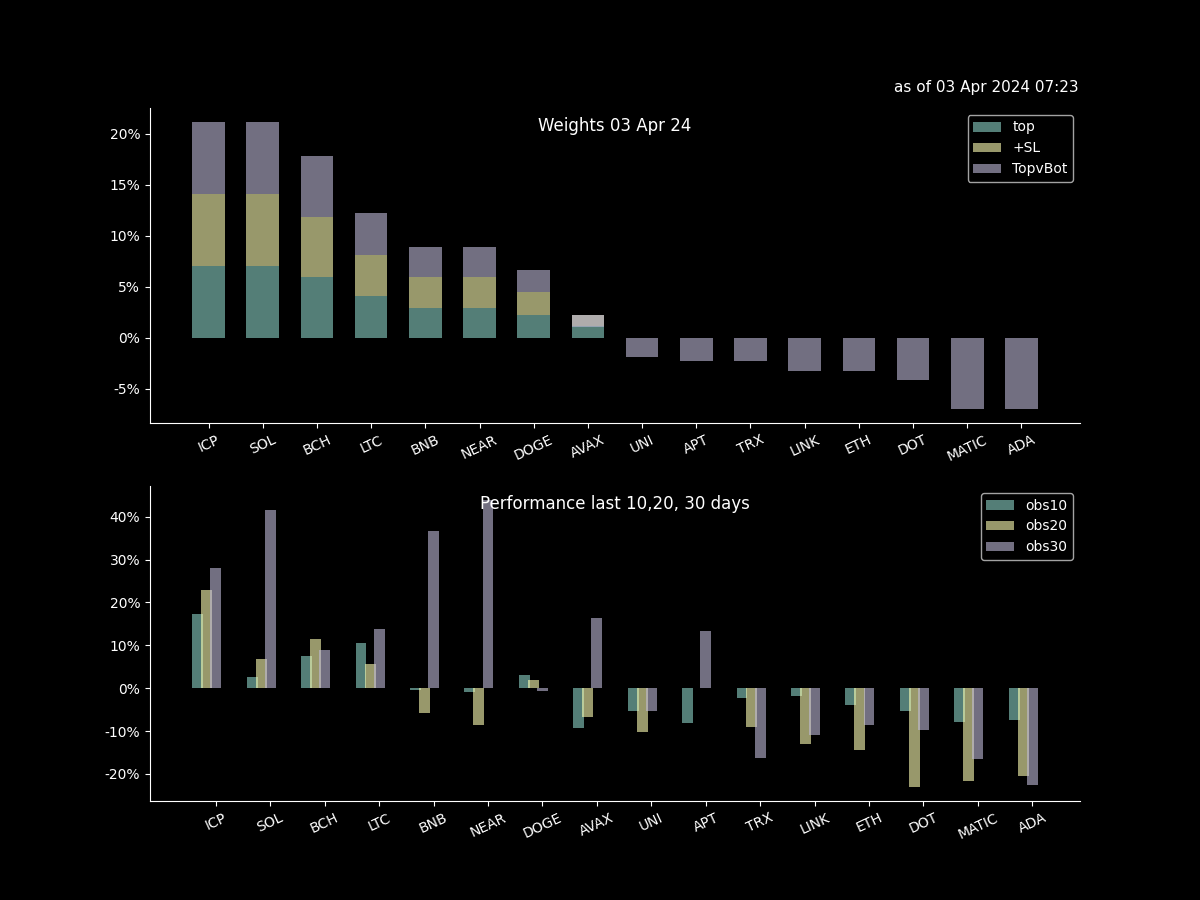 as of 03 Apr 2024 07:23
Weights 03 Apr 24
top
+SL
TopvBot
20%
15%
10%
5%
0%
-5%
ICP SOL BCH LTC BNB NEAR DOGE AVAX UNI APT TRX LINK ETH DOT MATIC ADA
Performance last 10,20, 30 days
obs10
obs20
obs30
40%
30%
20%
10%
0%
-10%
-20%
ICP SOL BCH LTC BNB NEAR DOGE AVAX UNI APT TRX LINK ETH DOT MATIC ADA